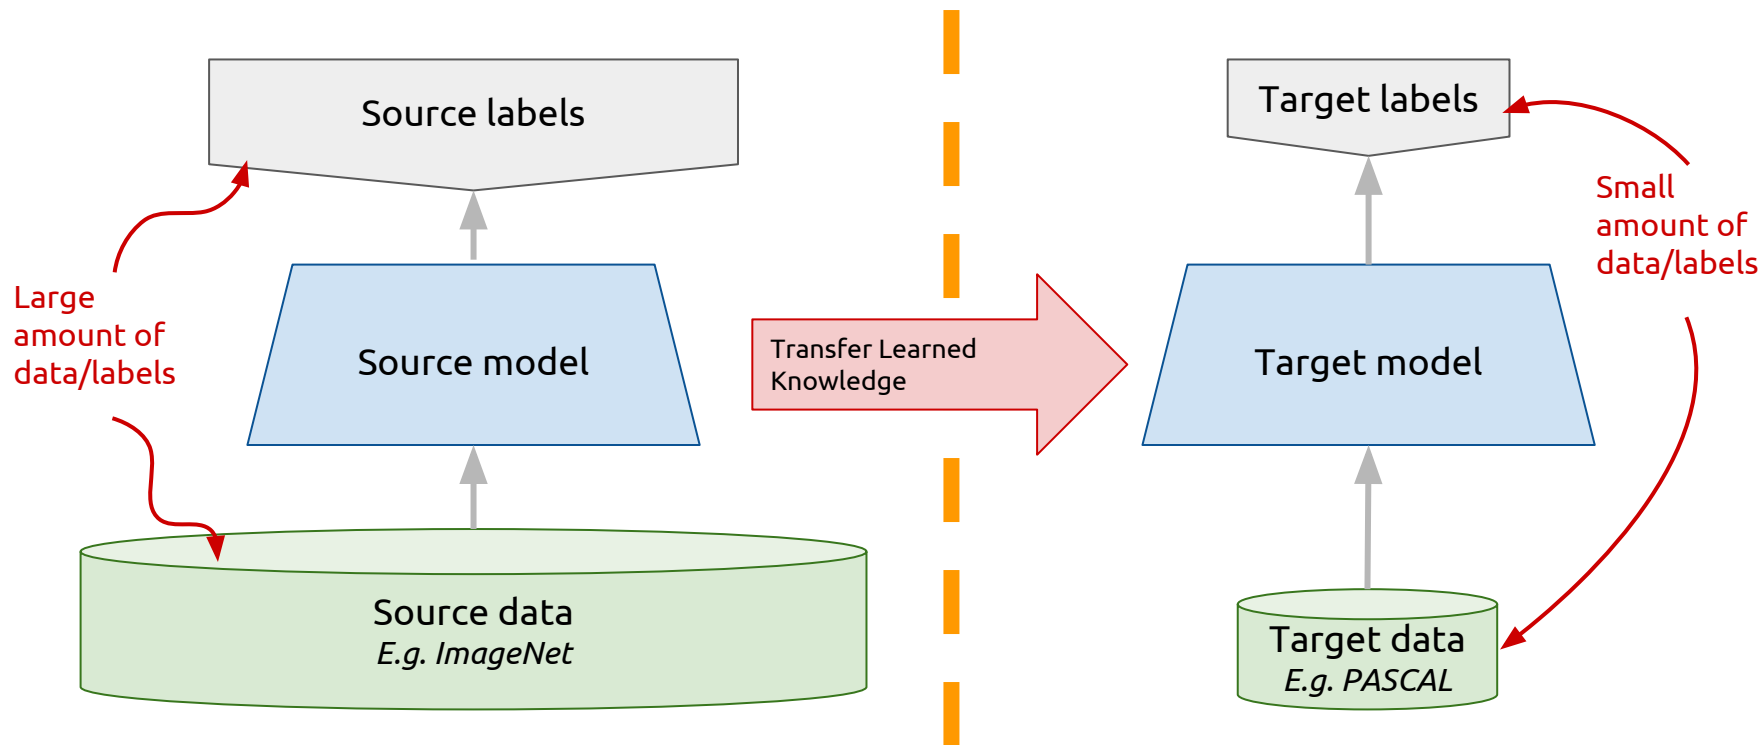 Source labels
Large
amount of
data/labels
Source model
Source data
E.g. ImageNet
Transfer Learned
Knowledge
Target labels
Small
amount of
data/labels
Target model
Target data
E.g. PASCAL